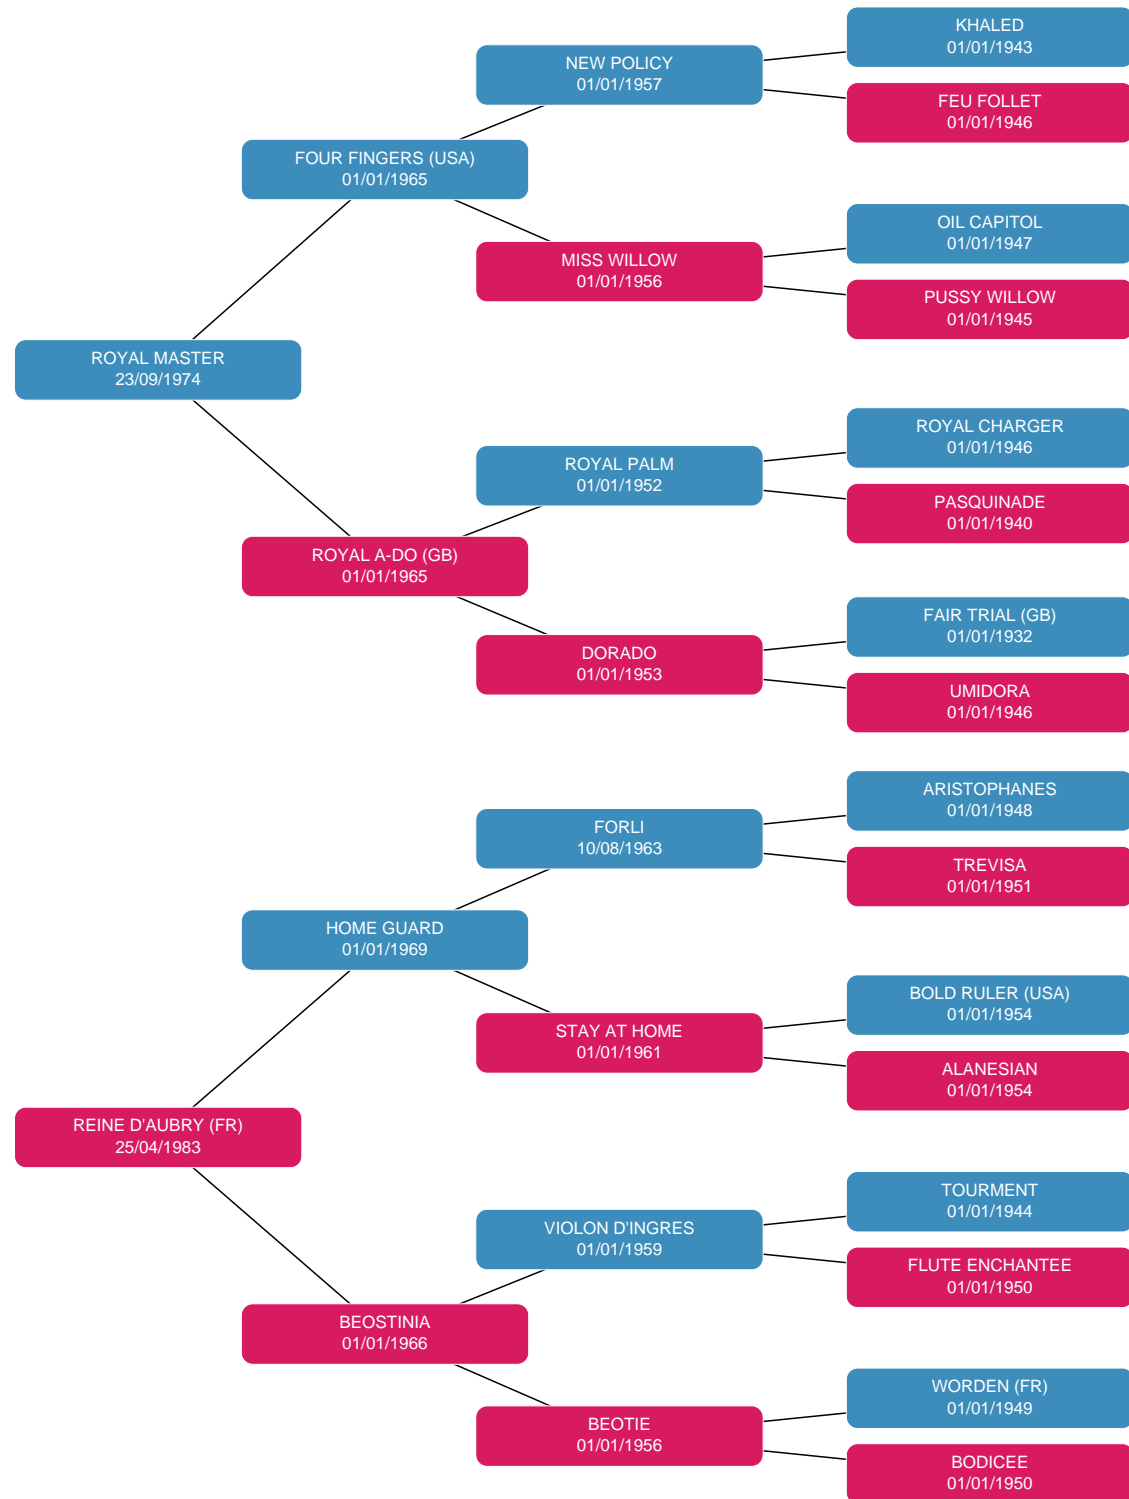 KHALED
01/01/1943
NEW POLICY
01/01/1957
FEU FOLLET
01/01/1946
FOUR FINGERS (USA)
01/01/1965
OIL CAPITOL
01/01/1947
MISS WILLOW
01/01/1956
PUSSY WILLOW
01/01/1945
ROYAL MASTER
23/09/1974
ROYAL CHARGER
01/01/1946
ROYAL PALM
01/01/1952
PASQUINADE
01/01/1940
ROYAL A-DO (GB)
01/01/1965
FAIR TRIAL (GB)
01/01/1932
DORADO
01/01/1953
UMIDORA
01/01/1946
ARISTOPHANES
01/01/1948
FORLI
10/08/1963
TREVISA
01/01/1951
HOME GUARD
01/01/1969
BOLD RULER (USA)
01/01/1954
STAY AT HOME
01/01/1961
ALANESIAN
01/01/1954
REINE D'AUBRY (FR)
25/04/1983
TOURMENT
01/01/1944
VIOLON D'INGRES
01/01/1959
FLUTE ENCHANTEE
01/01/1950
BEOSTINIA
01/01/1966
WORDEN (FR)
01/01/1949
BEOTIE
01/01/1956
BODICEE
01/01/1950